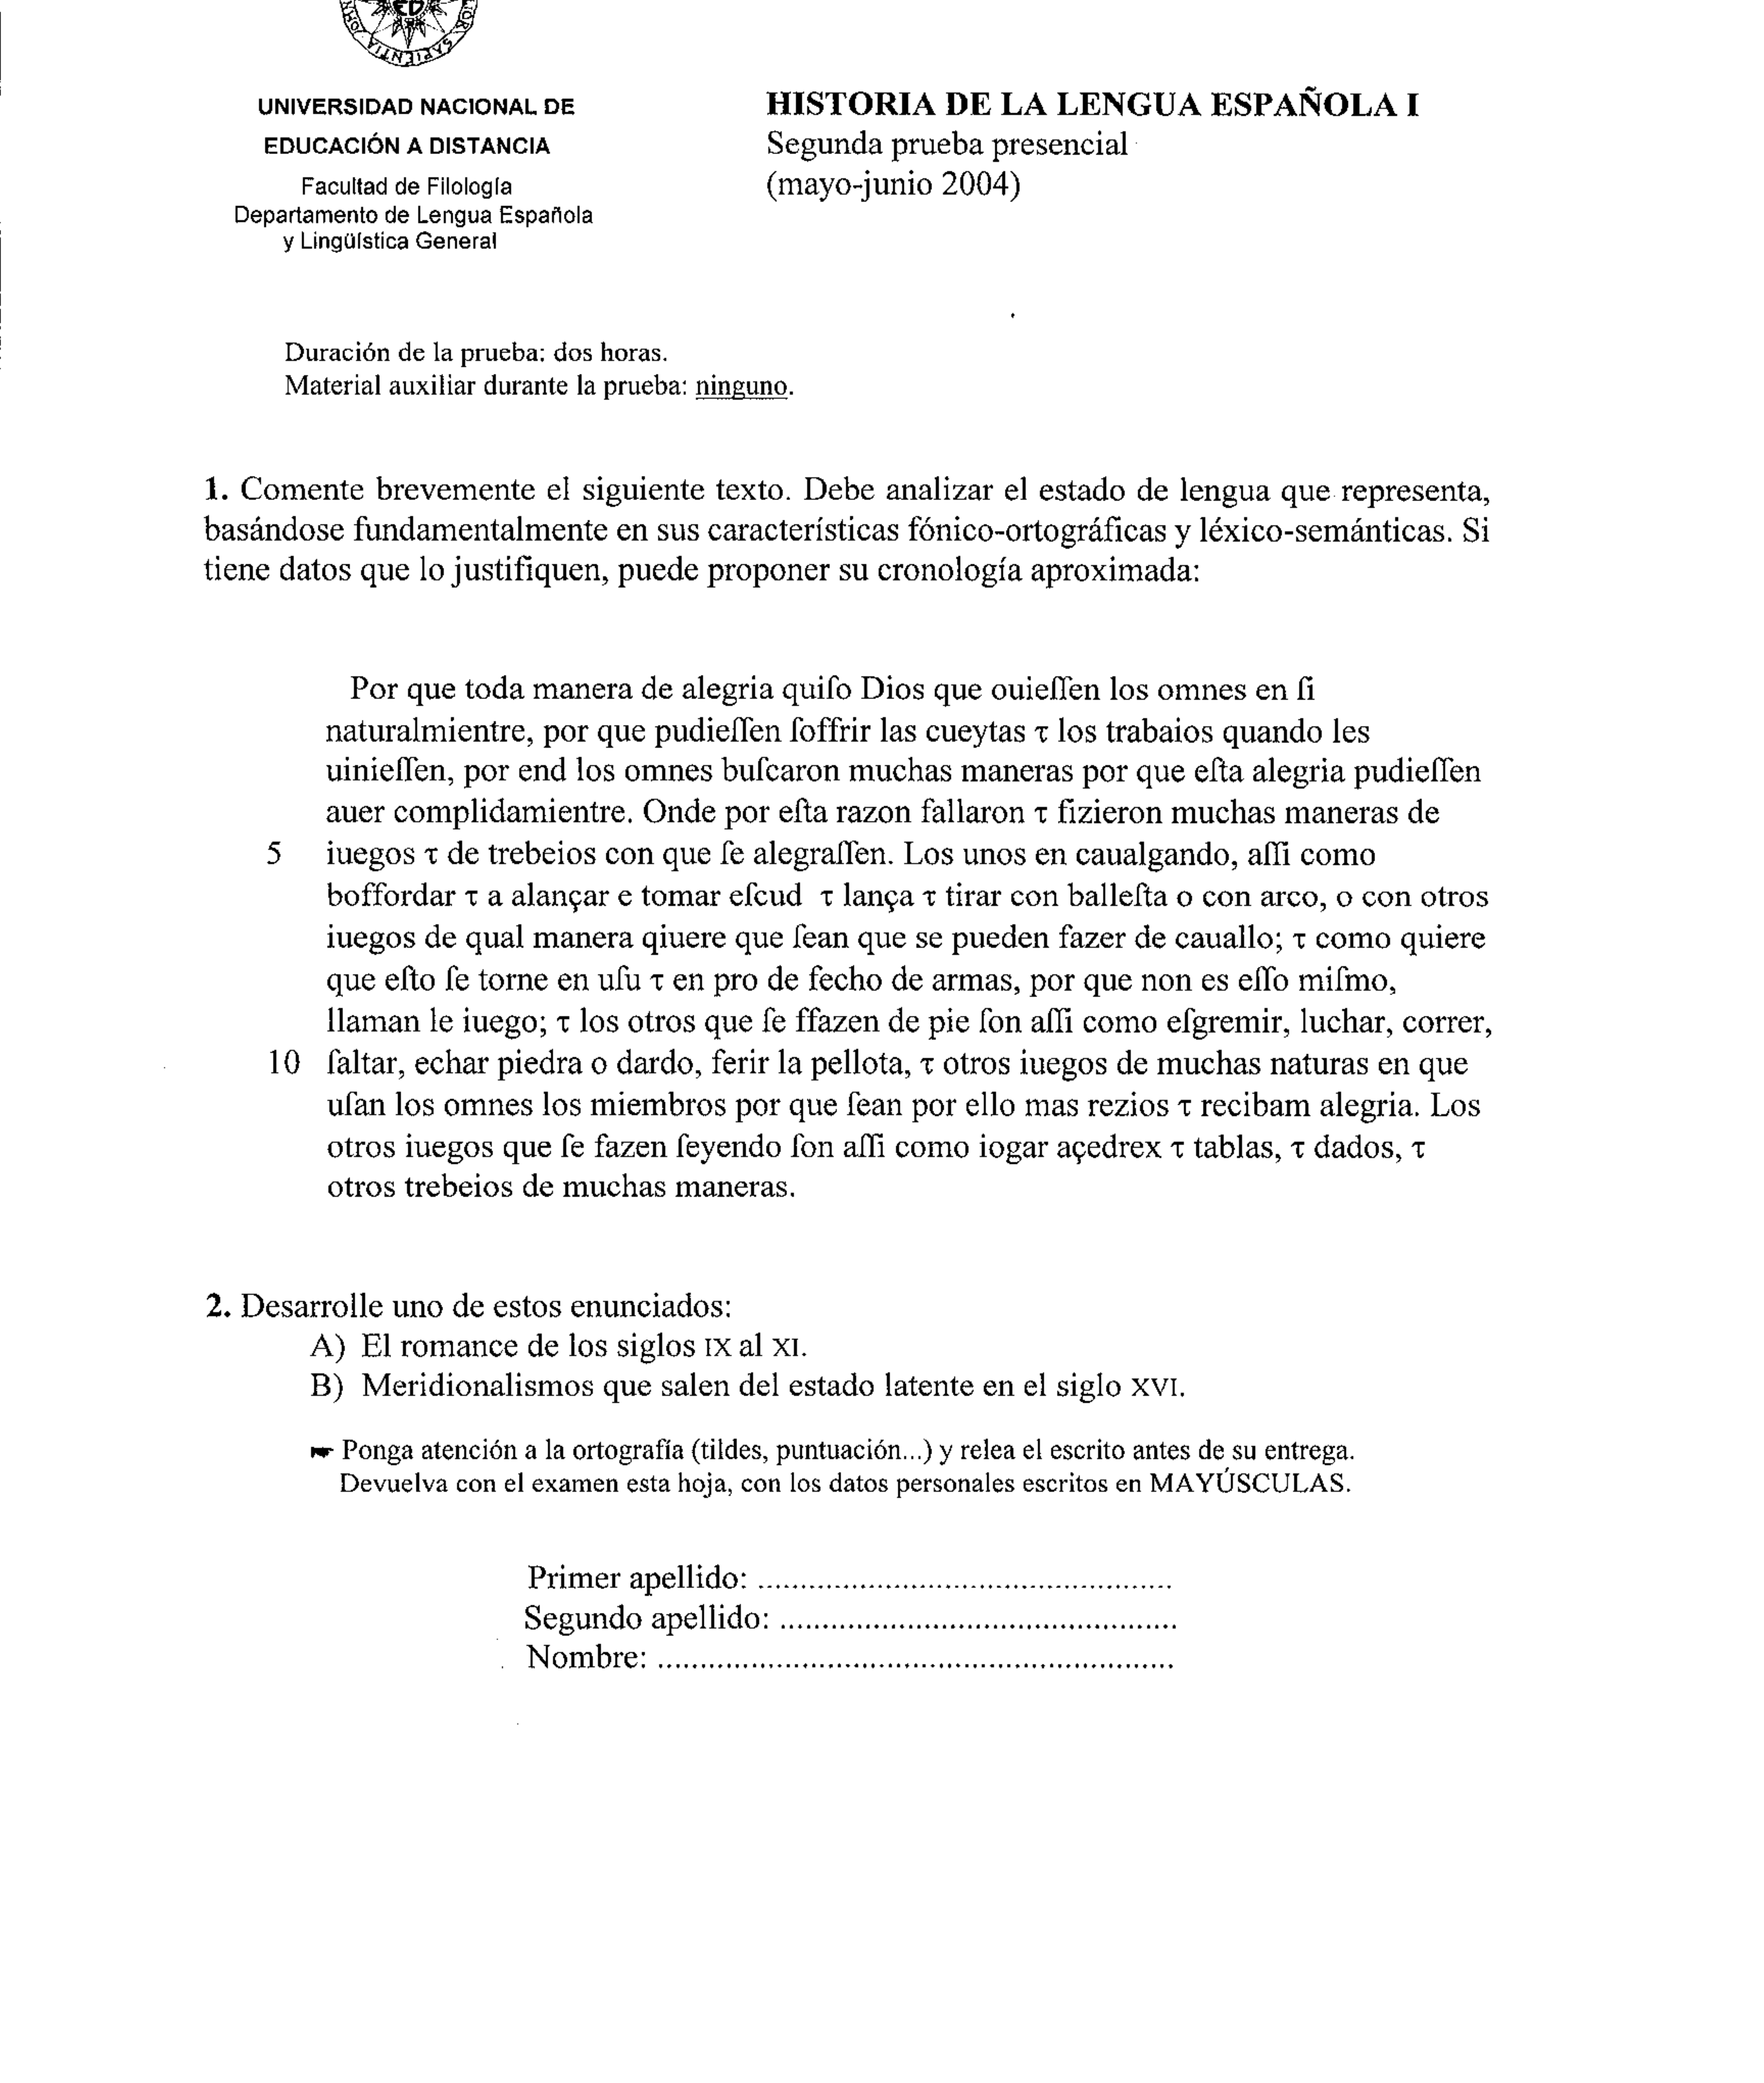 ED
SAPIENTIA
UNIVERSIDAD NACIONAL DE
EDUCACIÓN A DISTANCIA
Facultad de Filología
Departamento de Lengua Española
y Lingüística General
HISTORIA DE LA LENGUA ESPAÑOLA I
Segunda prueba presencial
(mayo-junio 2004)
Duración de la prueba: dos horas.
Material auxiliar durante la prueba: ninguno.
1. Comente brevemente el siguiente texto. Debe analizar el estado de lengua que representa,
basándose fundamentalmente en sus características fónico-ortográficas y léxico-semánticas. Si
tiene datos que lo justifiquen, puede proponer su cronología aproximada:
Por que toda manera de alegria quiſo Dios que ouieſſen los omnes en ſi
naturalmientre, por que pudieſſen ſoffrir las cueytas τ los trabaios quando les
uinieſſen, por end los omnes buſcaron muchas maneras por que eſta alegria pudieſſen
auer complidamientre. Onde por eſta razon fallaron τ fizieron muchas maneras de
5 iuegos τ de trebeios con que ſe alegraſſen. Los unos en caualgando, aſſi como
boffordar τ a alançar e tomar eſcud τ lança τ tirar con balleſta o con arco, o con otros
iuegos de qual manera qiuere que ſean que se pueden fazer de cauallo; τ como quiere
que eſto ſe torne en uſu τ en pro de fecho de armas, por que non es eſſo miſmo,
llaman le iuego; τ los otros que ſe ffazen de pie ſon aſſi como eſgremir, luchar, correr,
10 ſaltar, echar piedra o dardo, ferir la pellota, τ otros iuegos de muchas naturas en que
uſan los omnes los miembros por que ſean por ello mas rezios τ recibam alegria. Los
otros iuegos que ſe fazen ſeyendo ſon aſſi como iogar açedrex τ tablas, τ dados, τ
otros trebeios de muchas maneras.
2. Desarrolle uno de estos enunciados:
A) El romance de los siglos IX al XI.
B) Meridionalismos que salen del estado latente en el siglo XVI.
☛ Ponga atención a la ortografía (tildes, puntuación...) y relea el escrito antes de su entrega.
Devuelva con el examen esta hoja, con los datos personales escritos en MAYÚSCULAS.
Primer apellido: ................................................
Segundo apellido: ..............................................
Nombre: ............................................................